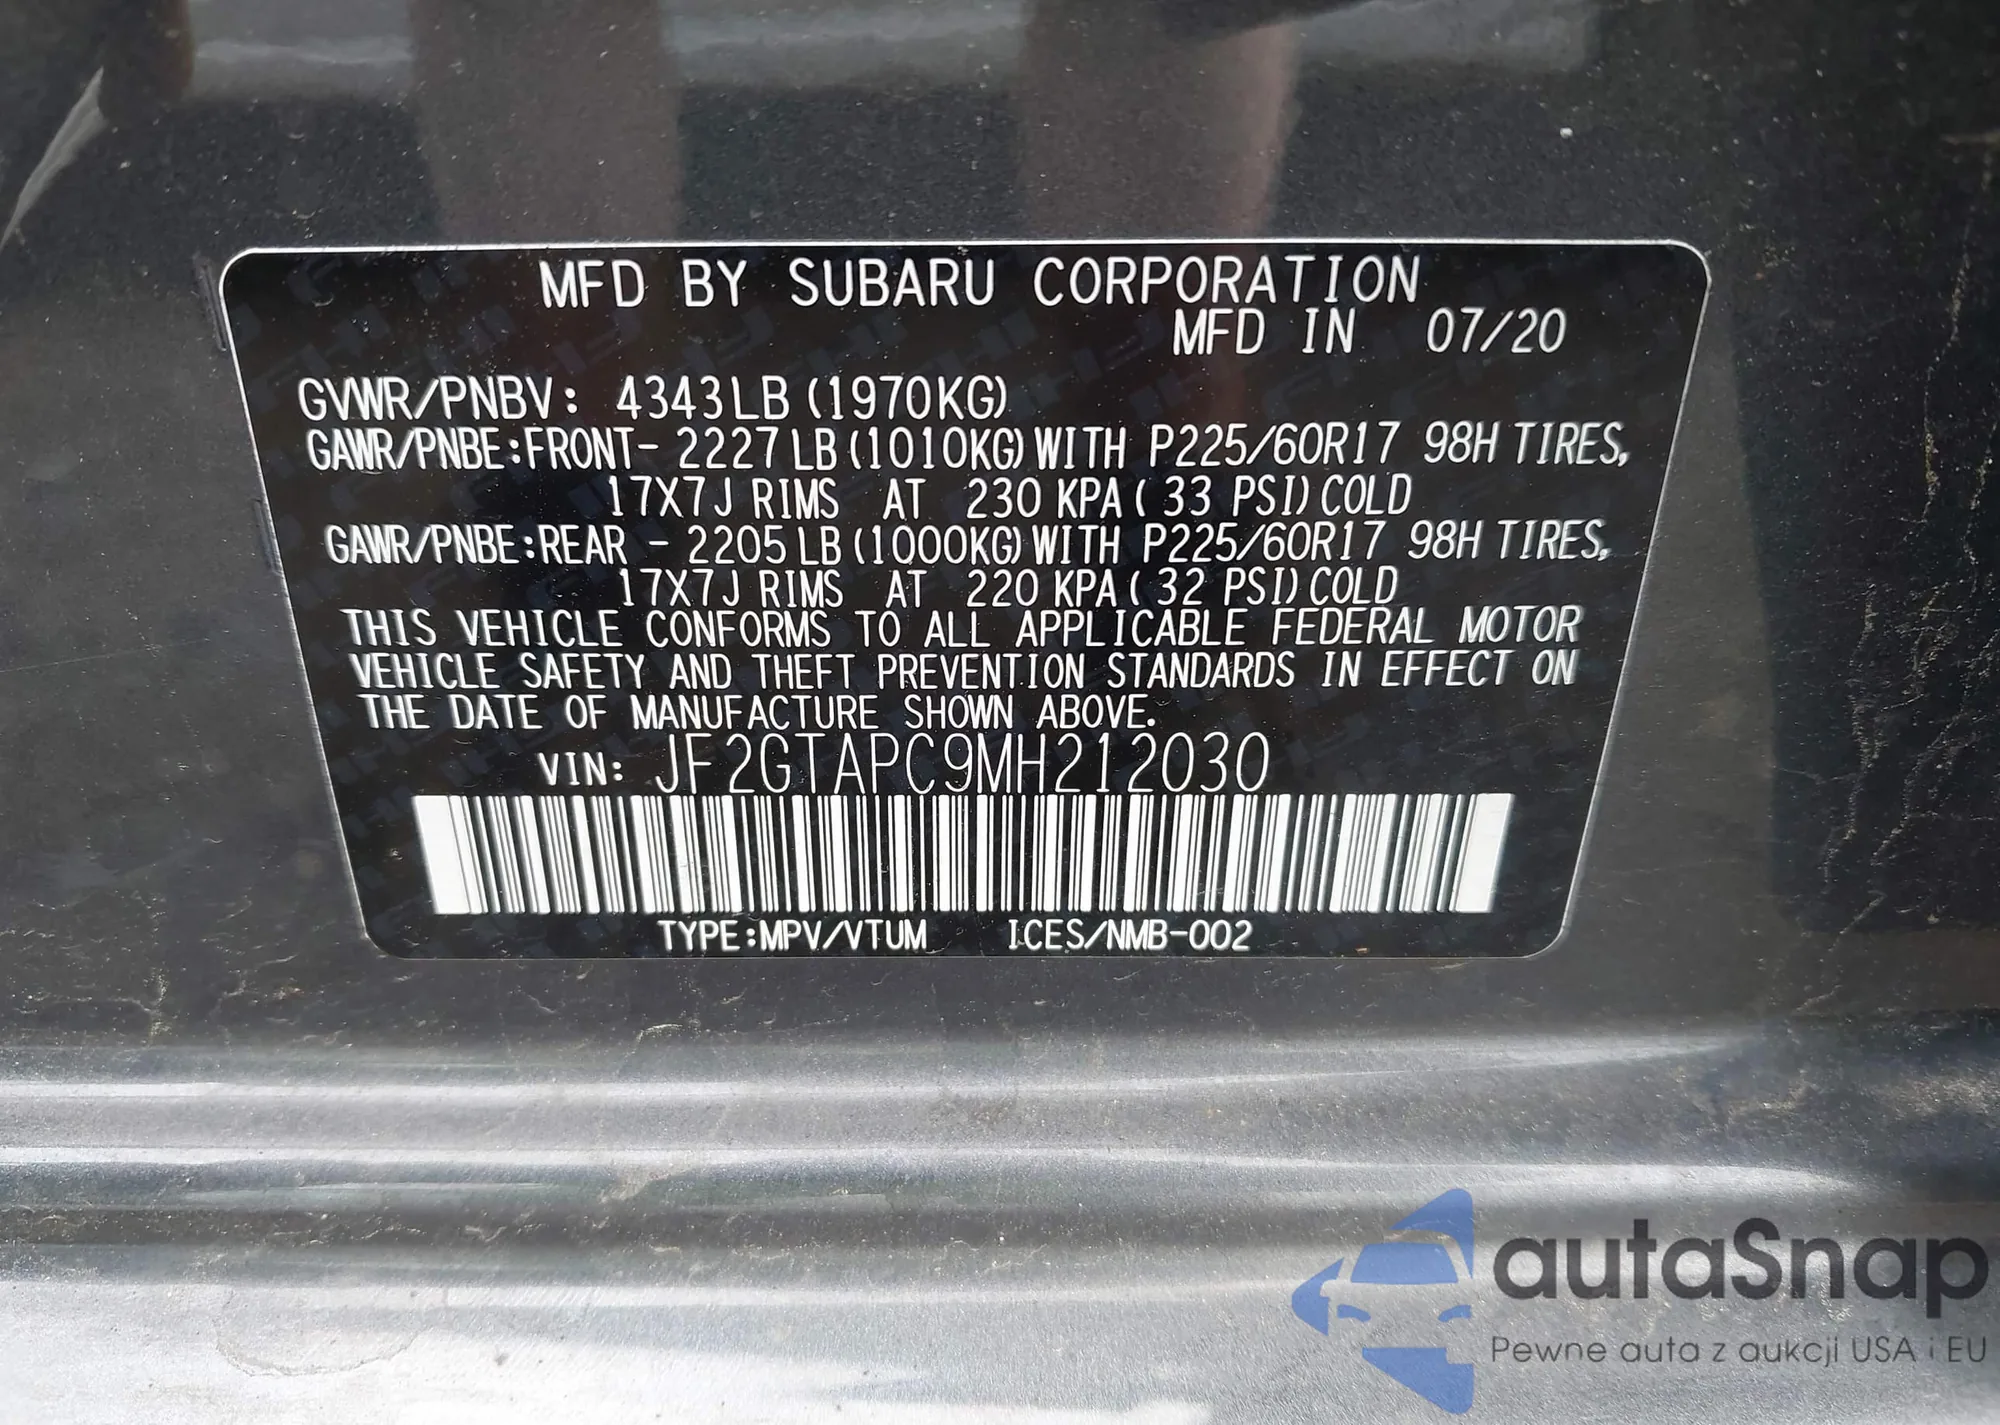 MFD BY SUBARU CORPORATION
MFD IN 07/20
GVWR/PNBV: 4343LB (1970KG)
GAWR/PNBE:FRONT- 2227LB (1010KG) WITH P225/60R17 98H TIRES,
17X7J RIMS AT 230 KPA ( 33 PSI) COLD
GAWR/PNBE:REAR - 2205LB (1000KG) WITH P225/60R17 98H TIRES,
17X7J RIMS AT 220 KPA ( 32 PSI) COLD
THIS VEHICLE CONFORMS TO ALL APPLICABLE FEDERAL MOTOR
VEHICLE SAFETY AND THEFT PREVENTION STANDARDS IN EFFECT ON
THE DATE OF MANUFACTURE SHOWN ABOVE.
VIN: JF2GTAPC9MH212030
TYPE:MPV/VTUM ICES/NMB-002
autaSnap
Pewne auta z aukcji USA i EU